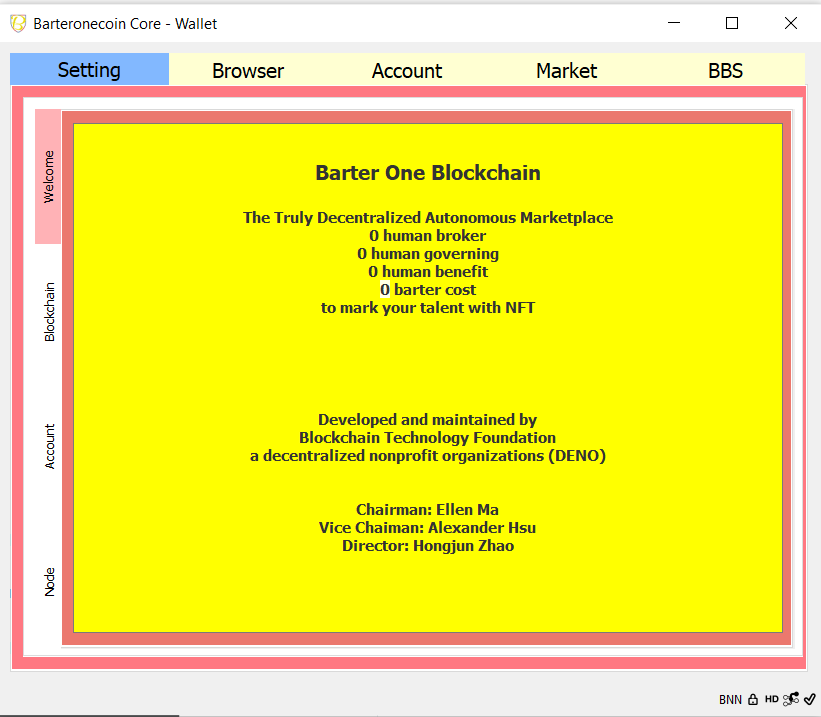 Barteronecoin Core - Wallet
Setting
Browser
Account
Market
BBS
Welcome
Blockchain
Account
Node
Barter One Blockchain
The Truly Decentralized Autonomous Marketplace
0 human broker
0 human governing
0 human benefit
0 barter cost
to mark your talent with NFT
Developed and maintained by
Blockchain Technology Foundation
a decentralized nonprofit organizations (DENO)
Chairman: Ellen Ma
Vice Chaiman: Alexander Hsu
Director: Hongjun Zhao
BNN
HD